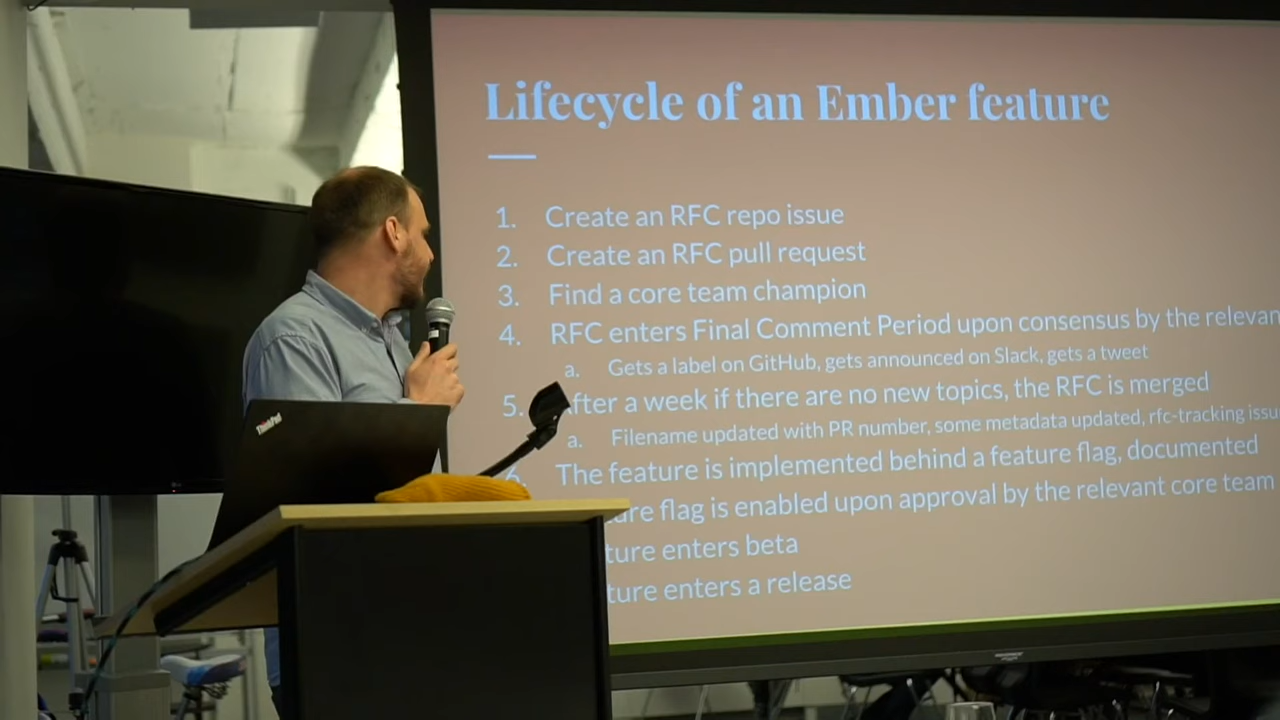 Lifecycle of an Ember feature
1. Create an RFC repo issue
2. Create an RFC pull request
3. Find a core team champion
4. RFC enters Final Comment Period upon consensus by the relevan
a. Gets a label on GitHub, gets announced on Slack, gets a tweet
5. After a week if there are no new topics, the RFC is merged
a. Filename updated with PR number, some metadata updated, rfc-tracking issu
6. The feature is implemented behind a feature flag, documented
ure flag is enabled upon approval by the relevant core team
ture enters beta
ture enters a release
ThinkPad